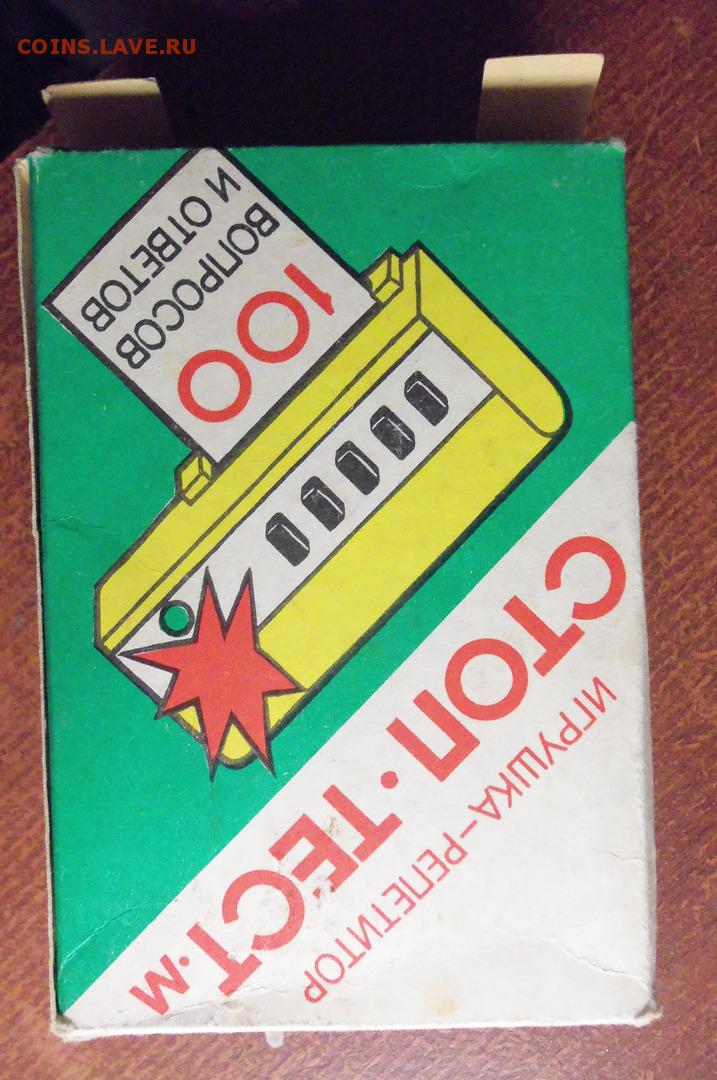 COINS.LAVE.RU
100
ВОПРОСОВ
И ОТВЕТОВ
СТОП·ТЕСТ·М
ИГРУШКА–РЕПЕТИТОР